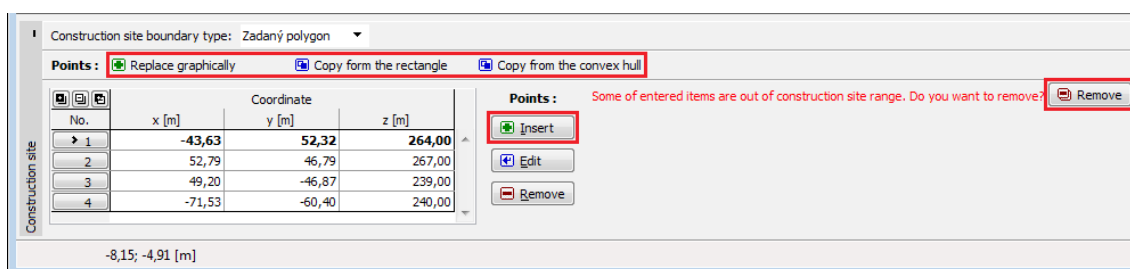 Construction site boundary type: Zadaný polygon
Points : Replace graphically Copy form the rectangle Copy from the convex hull
Coordinate
No. x [m] y [m] z [m]
1 -43,63 52,32 264,00
2 52,79 46,79 267,00
3 49,20 -46,87 239,00
4 -71,53 -60,40 240,00
Points :
Insert
Edit
Remove
Some of entered items are out of construction site range. Do you want to remove? Remove
Construction site
-8,15; -4,91 [m]